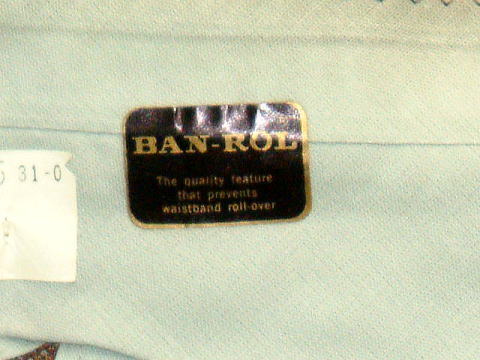 BAN-ROL
The quality feature
that prevents
waistband roll-over
31-0